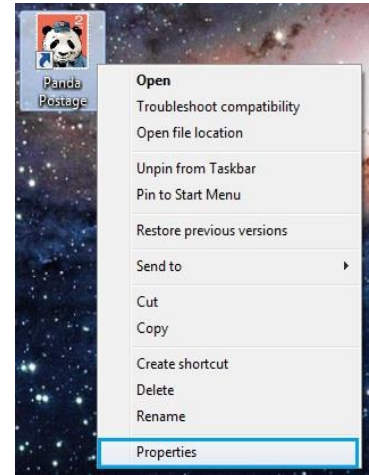 2
Panda
Postage
Open
Troubleshoot compatibility
Open file location
Unpin from Taskbar
Pin to Start Menu
Restore previous versions
Send to
Cut
Copy
Create shortcut
Delete
Rename
Properties